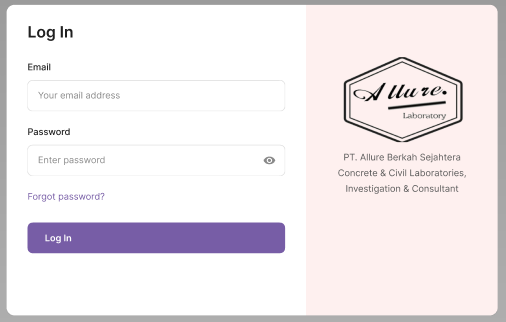 Log In
Email
Your email address
Password
Enter password
Forgot password?
Log In
Allure.
Laboratory
PT. Allure Berkah Sejahtera
Concrete & Civil Laboratories,
Investigation & Consultant